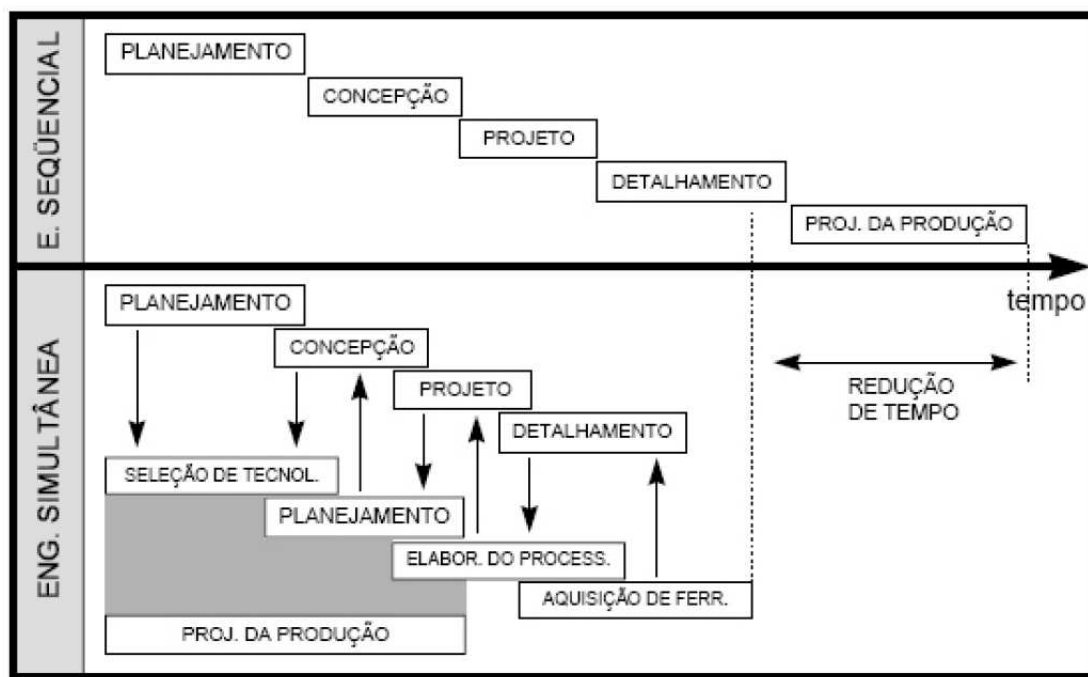 E. SEQÜENCIAL
PLANEJAMENTO
CONCEPÇÃO
PROJETO
DETALHAMENTO
PROJ. DA PRODUÇÃO
tempo
ENG. SIMULTÂNEA
PLANEJAMENTO
CONCEPÇÃO
PROJETO
DETALHAMENTO
REDUÇÃO
DE TEMPO
SELEÇÃO DE TECNOL.
PLANEJAMENTO
ELABOR. DO PROCESS.
AQUISIÇÃO DE FERR.
PROJ. DA PRODUÇÃO